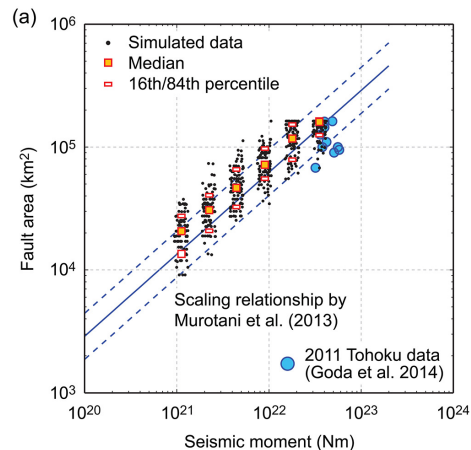 (a)
10^6
Simulated data
Median
16th/84th percentile
10^5
Fault area (km^2)
10^4
Scaling relationship by
Murotani et al. (2013)
2011 Tohoku data
(Goda et al. 2014)
10^3
10^20 10^21 10^22 10^23 10^24
Seismic moment (Nm)